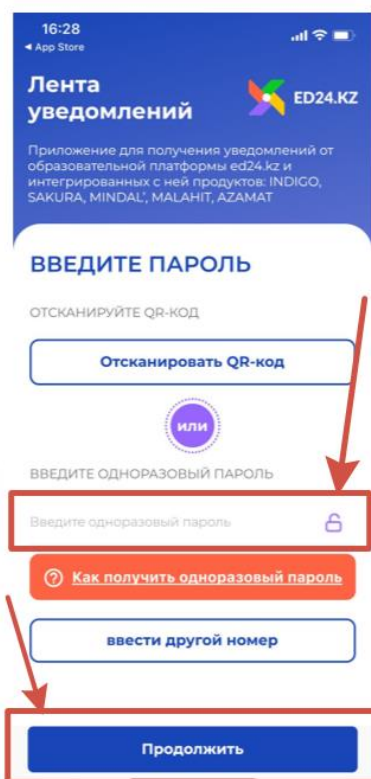 16:28
◀ App Store
Лента
уведомлений
ED24.KZ
Приложение для получения уведомлений от
образовательной платформы ed24.kz и
интегрированных с ней продуктов: INDIGO,
SAKURA, MINDAL', MALAHIT, AZAMAT
ВВЕДИТЕ ПАРОЛЬ
ОТСКАНИРУЙТЕ QR-КОД
Отсканировать QR-код
или
ВВЕДИТЕ ОДНОРАЗОВЫЙ ПАРОЛЬ
Введите одноразовый пароль
? Как получить одноразовый пароль
ввести другой номер
Продолжить